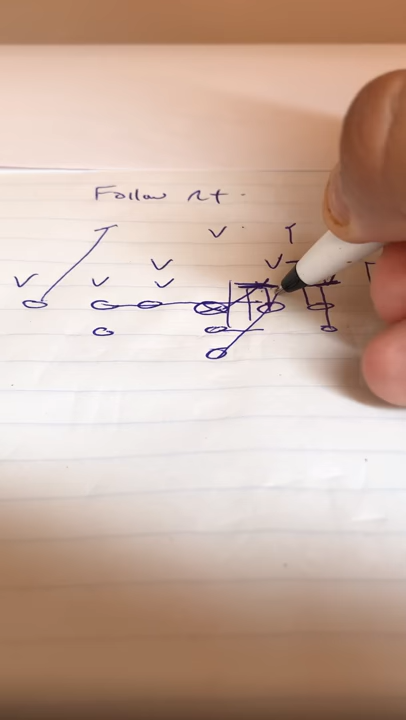 Follow Rt.
V V
V V
V V V